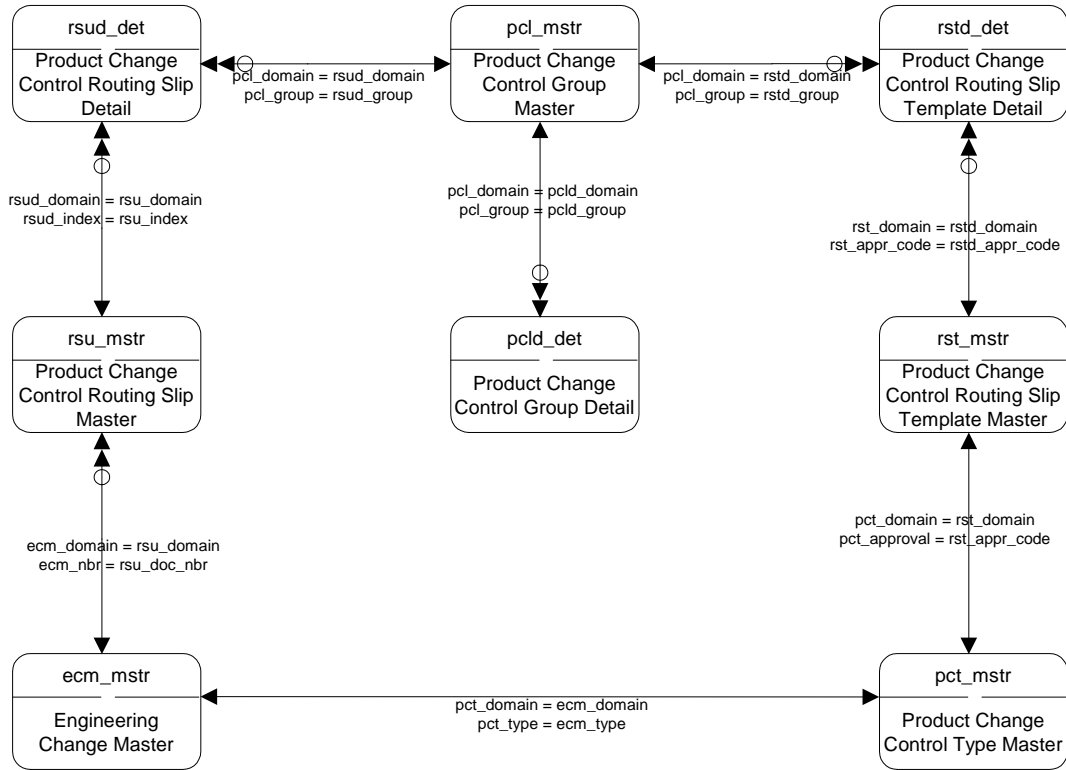 rsud_det
Product Change
Control Routing Slip
Detail
pcl_domain = rsud_domain
pcl_group = rsud_group
pcl_mstr
Product Change
Control Group
Master
pcl_domain = rstd_domain
pcl_group = rstd_group
rstd_det
Product Change
Control Routing Slip
Template Detail
rsud_domain = rsu_domain
rsud_index = rsu_index
pcl_domain = pcld_domain
pcl_group = pcld_group
rst_domain = rstd_domain
rst_appr_code = rstd_appr_code
rsu_mstr
Product Change
Control Routing Slip
Master
pcld_det
Product Change
Control Group Detail
rst_mstr
Product Change
Control Routing Slip
Template Master
ecm_domain = rsu_domain
ecm_nbr = rsu_doc_nbr
pct_domain = rst_domain
pct_approval = rst_appr_code
ecm_mstr
Engineering
Change Master
pct_domain = ecm_domain
pct_type = ecm_type
pct_mstr
Product Change
Control Type Master